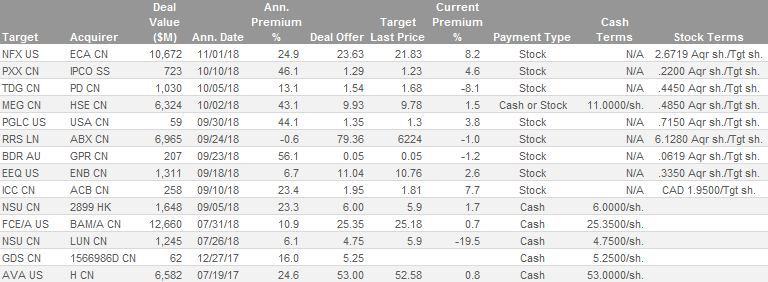 Target Acquirer Deal Value ($M) Ann. Date Ann. Premium % Deal Offer Target Last Price Current Premium % Payment Type Cash Terms Stock Terms
NFX US ECA CN 10,672 11/01/18 24.9 23.63 21.83 8.2 Stock N/A 2.6719 Aqr sh./Tgt sh.
PXX CN IPCO SS 723 10/10/18 46.1 1.29 1.23 4.6 Stock N/A .2200 Aqr sh./Tgt sh.
TDG CN PD CN 1,030 10/05/18 13.1 1.54 1.68 -8.1 Stock N/A .4450 Aqr sh./Tgt sh.
MEG CN HSE CN 6,324 10/02/18 43.1 9.93 9.78 1.5 Cash or Stock 11.0000/sh. .4850 Aqr sh./Tgt sh.
PGLC US USA CN 59 09/30/18 44.1 1.35 1.3 3.8 Stock N/A .7150 Aqr sh./Tgt sh.
RRS LN ABX CN 6,965 09/24/18 -0.6 79.36 6224 -1.0 Stock N/A 6.1280 Aqr sh./Tgt sh.
BDR AU GPR CN 207 09/23/18 56.1 0.05 0.05 -1.2 Stock N/A .0619 Aqr sh./Tgt sh.
EEQ US ENB CN 1,311 09/18/18 6.7 11.04 10.76 2.6 Stock N/A .3350 Aqr sh./Tgt sh.
ICC CN ACB CN 258 09/10/18 23.4 1.95 1.81 7.7 Stock N/A CAD 1.9500/Tgt sh.
NSU CN 2899 HK 1,648 09/05/18 23.3 6.00 5.9 1.7 Cash 6.0000/sh.
FCE/A US BAM/A CN 12,660 07/31/18 10.9 25.35 25.18 0.7 Cash 25.3500/sh.
NSU CN LUN CN 1,245 07/26/18 6.1 4.75 5.9 -19.5 Cash 4.7500/sh.
GDS CN 1566986D CN 62 12/27/17 16.0 5.25 Cash 5.2500/sh.
AVA US H CN 6,582 07/19/17 24.6 53.00 52.58 0.8 Cash 53.0000/sh.